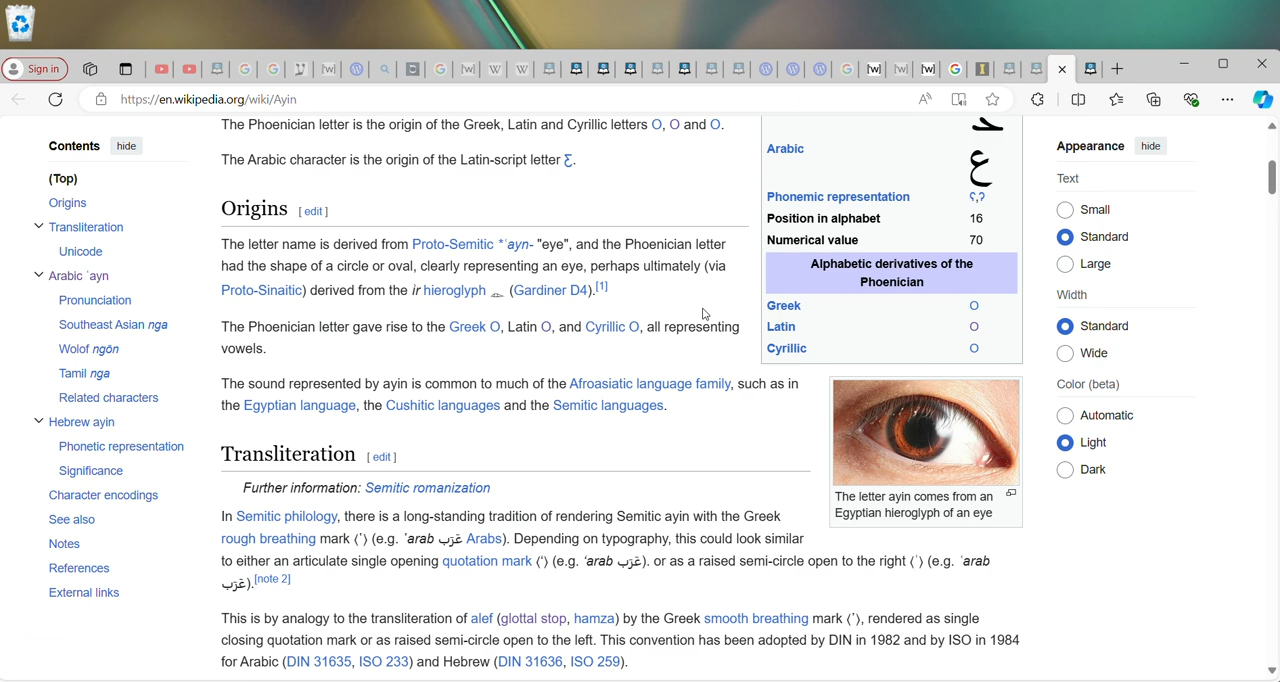 Sign in
https://en.wikipedia.org/wiki/Ayin
Contents hide
(Top)
Origins
Transliteration
Unicode
Arabic ʿayn
Pronunciation
Southeast Asian nga
Wolof ngōn
Tamil nga
Related characters
Hebrew ayin
Phonetic representation
Significance
Character encodings
See also
Notes
References
External links
The Phoenician letter is the origin of the Greek, Latin and Cyrillic letters O, O and O.
The Arabic character is the origin of the Latin-script letter Ꜣ.
Origins [ edit ]
The letter name is derived from Proto-Semitic *ʿayn- "eye", and the Phoenician letter
had the shape of a circle or oval, clearly representing an eye, perhaps ultimately (via
Proto-Sinaitic) derived from the ır͗ hieroglyph 𓁹 (Gardiner D4).[1]
The Phoenician letter gave rise to the Greek O, Latin O, and Cyrillic O, all representing
vowels.
The sound represented by ayin is common to much of the Afroasiatic language family, such as in
the Egyptian language, the Cushitic languages and the Semitic languages.
Transliteration [ edit ]
Further information: Semitic romanization
In Semitic philology, there is a long-standing tradition of rendering Semitic ayin with the Greek
rough breathing mark ⟨῾⟩ (e.g. ῾arab عَرَب Arabs). Depending on typography, this could look similar
to either an articulate single opening quotation mark ⟨ʻ⟩ (e.g. ʻarab عَرَب). or as a raised semi-circle open to the right ⟨ʿ⟩ (e.g. ʿarab
عَرَب).[note 2]
This is by analogy to the transliteration of alef (glottal stop, hamza) by the Greek smooth breathing mark ⟨᾿⟩, rendered as single
closing quotation mark or as raised semi-circle open to the left. This convention has been adopted by DIN in 1982 and by ISO in 1984
for Arabic (DIN 31635, ISO 233) and Hebrew (DIN 31636, ISO 259).
Arabic ع
Phonemic representation ʕ,ʔ
Position in alphabet 16
Numerical value 70
Alphabetic derivatives of the
Phoenician
Greek Ο
Latin O
Cyrillic О
The letter ayin comes from an
Egyptian hieroglyph of an eye
Appearance hide
Text
Small
Standard
Large
Width
Standard
Wide
Color (beta)
Automatic
Light
Dark